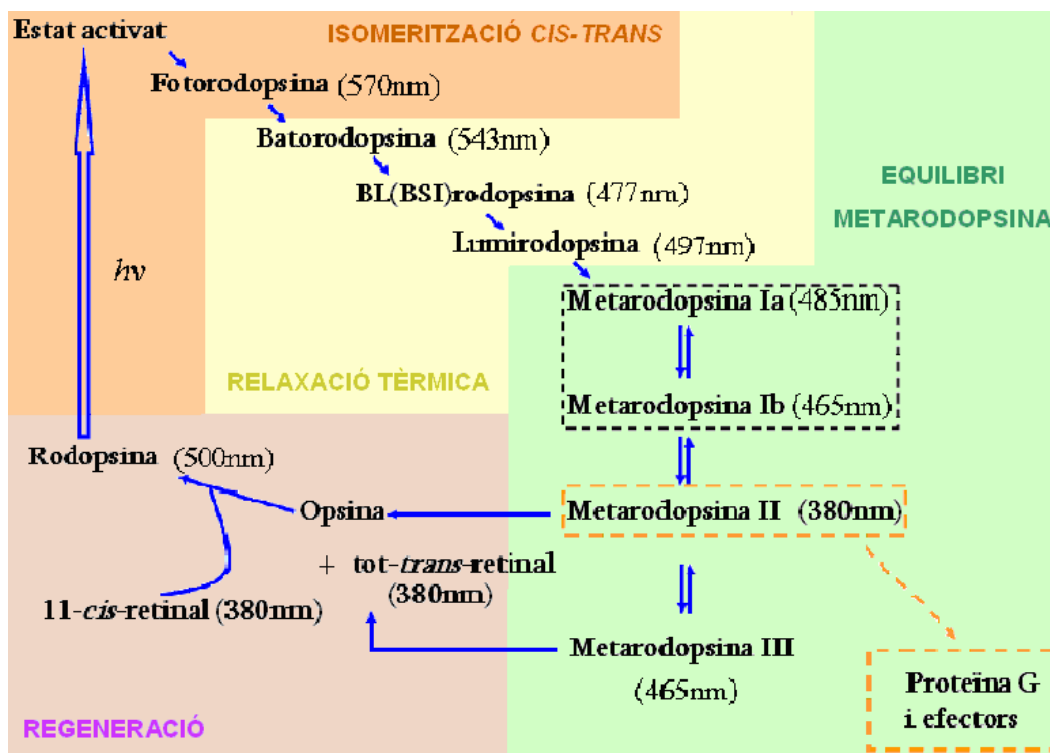 Estat activat
ISOMERITZACIÓ CIS-TRANS
Fotorodopsina (570nm)
Batorodopsina (543nm)
BL(BSI)rodopsina (477nm)
Lumirodopsina (497nm)
EQUILIBRI
METARODOPSINA
hν
Metarodopsina Ia (485nm)
RELAXACIÓ TÈRMICA
Metarodopsina Ib (465nm)
Rodopsina (500nm)
Opsina
Metarodopsina II (380nm)
+ tot-trans-retinal
(380nm)
11-cis-retinal (380nm)
Metarodopsina III
(465nm)
Proteïna G
i efectors
REGENERACIÓ